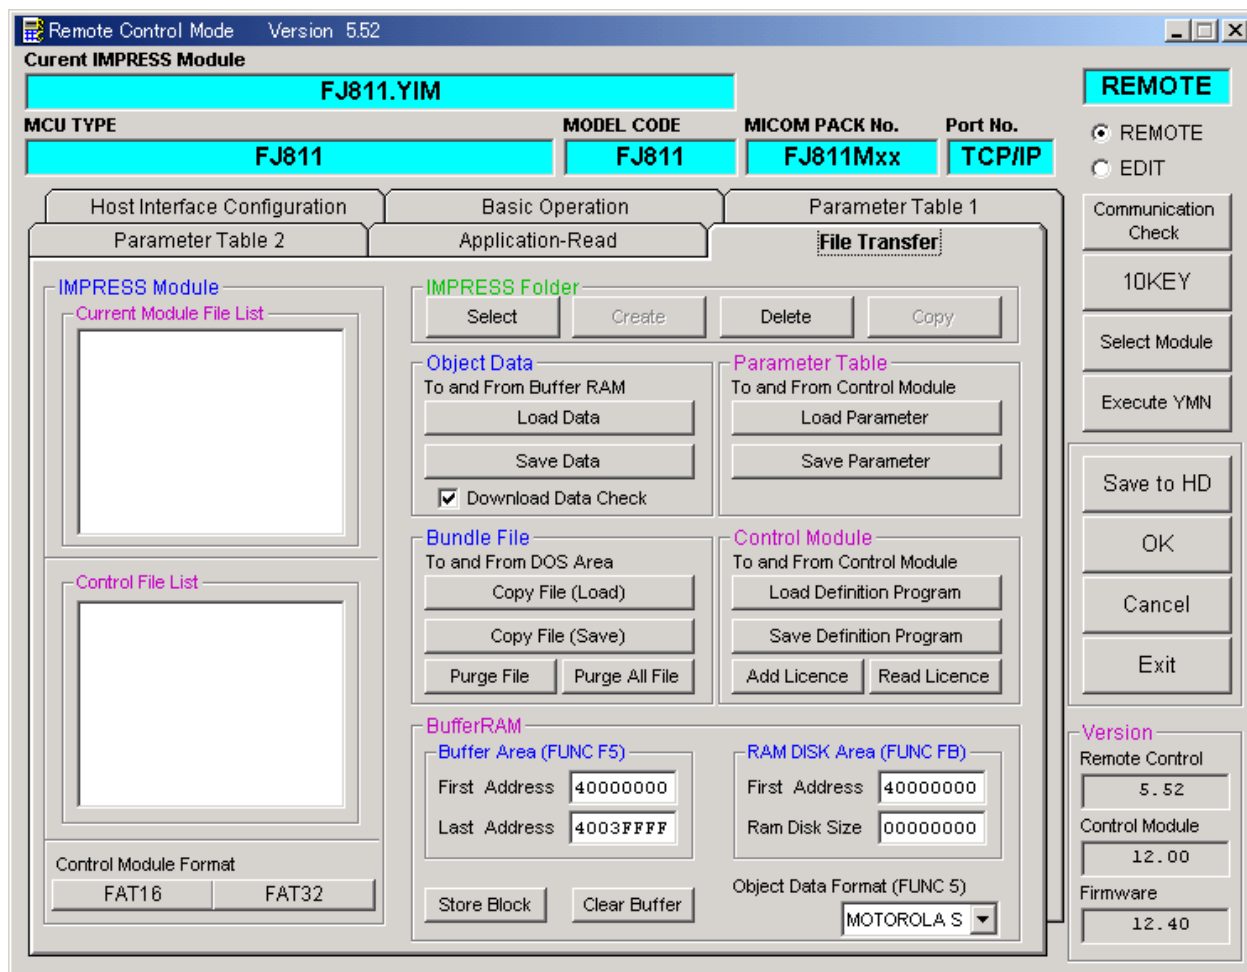 Remote Control Mode Version 5.52
Curent IMPRESS Module
FJ811.YIM
REMOTE
MCU TYPE
MODEL CODE
MICOM PACK No.
Port No.
FJ811
FJ811
FJ811Mxx
TCP/IP
REMOTE
EDIT
Host Interface Configuration
Basic Operation
Parameter Table 1
Parameter Table 2
Application-Read
File Transfer
Communication
Check
10KEY
Select Module
Execute YMN
IMPRESS Module
Current Module File List
Control File List
Control Module Format
FAT16
FAT32
IMPRESS Folder
Select
Create
Delete
Copy
Object Data
To and From Buffer RAM
Load Data
Save Data
Download Data Check
Parameter Table
To and From Control Module
Load Parameter
Save Parameter
Bundle File
To and From DOS Area
Copy File (Load)
Copy File (Save)
Purge File
Purge All File
Control Module
To and From Control Module
Load Definition Program
Save Definition Program
Add Licence
Read Licence
BufferRAM
Buffer Area (FUNC F5)
First Address 40000000
Last Address 4003FFFF
RAM DISK Area (FUNC FB)
First Address 40000000
Ram Disk Size 00000000
Store Block
Clear Buffer
Object Data Format (FUNC 5)
MOTOROLA S
Save to HD
OK
Cancel
Exit
Version
Remote Control
5.52
Control Module
12.00
Firmware
12.40